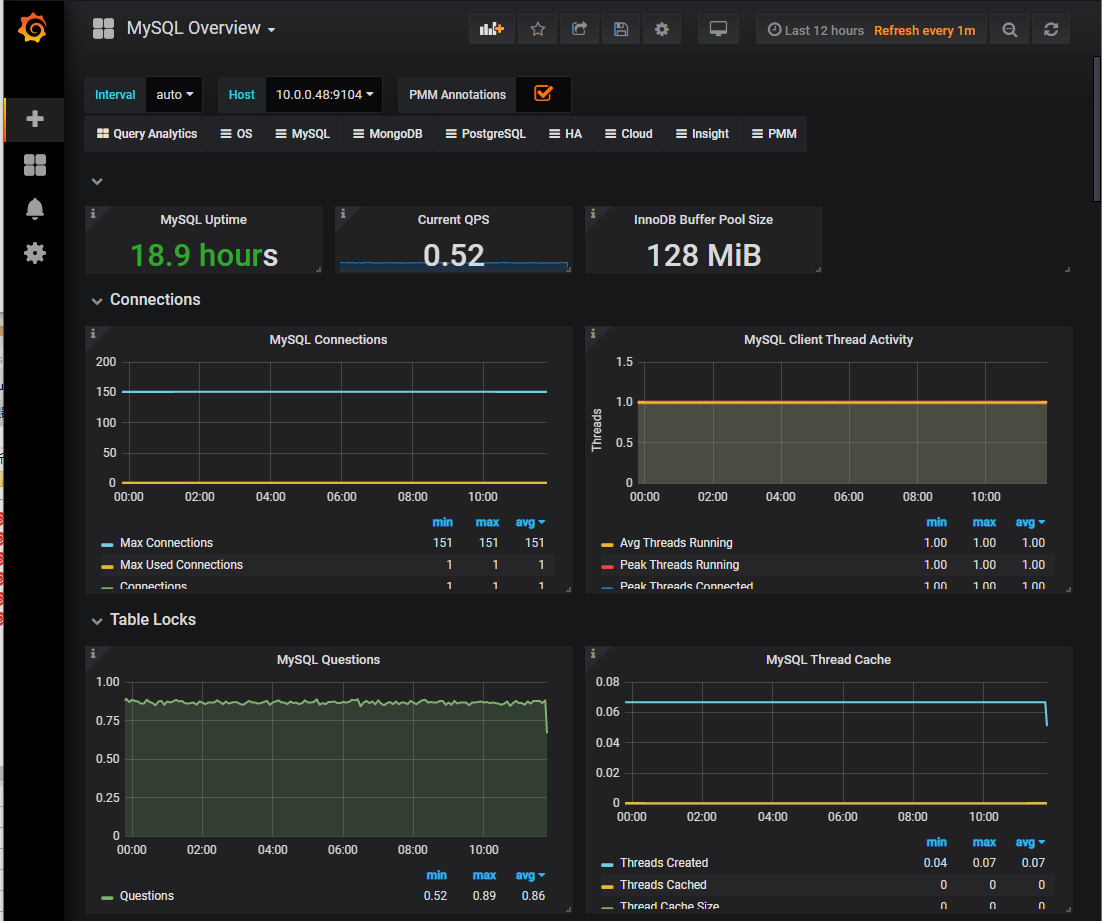 MySQL Overview
Last 12 hours Refresh every 1m
Interval auto Host 10.0.0.48:9104 PMM Annotations
Query Analytics OS MySQL MongoDB PostgreSQL HA Cloud Insight PMM
MySQL Uptime
18.9 hours
Current QPS
0.52
InnoDB Buffer Pool Size
128 MiB
Connections
MySQL Connections
200
150
100
50
0
00:00 02:00 04:00 06:00 08:00 10:00
min max avg
Max Connections 151 151 151
Max Used Connections 1 1 1
Connections 1 1 1
MySQL Client Thread Activity
Threads
1.5
1.0
0.5
0
00:00 02:00 04:00 06:00 08:00 10:00
min max avg
Avg Threads Running 1.00 1.00 1.00
Peak Threads Running 1.00 1.00 1.00
Peak Threads Connected 1.00 1.00 1.00
Table Locks
MySQL Questions
1.00
0.75
0.50
0.25
0
00:00 02:00 04:00 06:00 08:00 10:00
min max avg
Questions 0.52 0.89 0.86
MySQL Thread Cache
0.08
0.06
0.04
0.02
0
00:00 02:00 04:00 06:00 08:00 10:00
min max avg
Threads Created 0.04 0.07 0.07
Threads Cached 0 0 0
Thread Cache Size 0 0 0